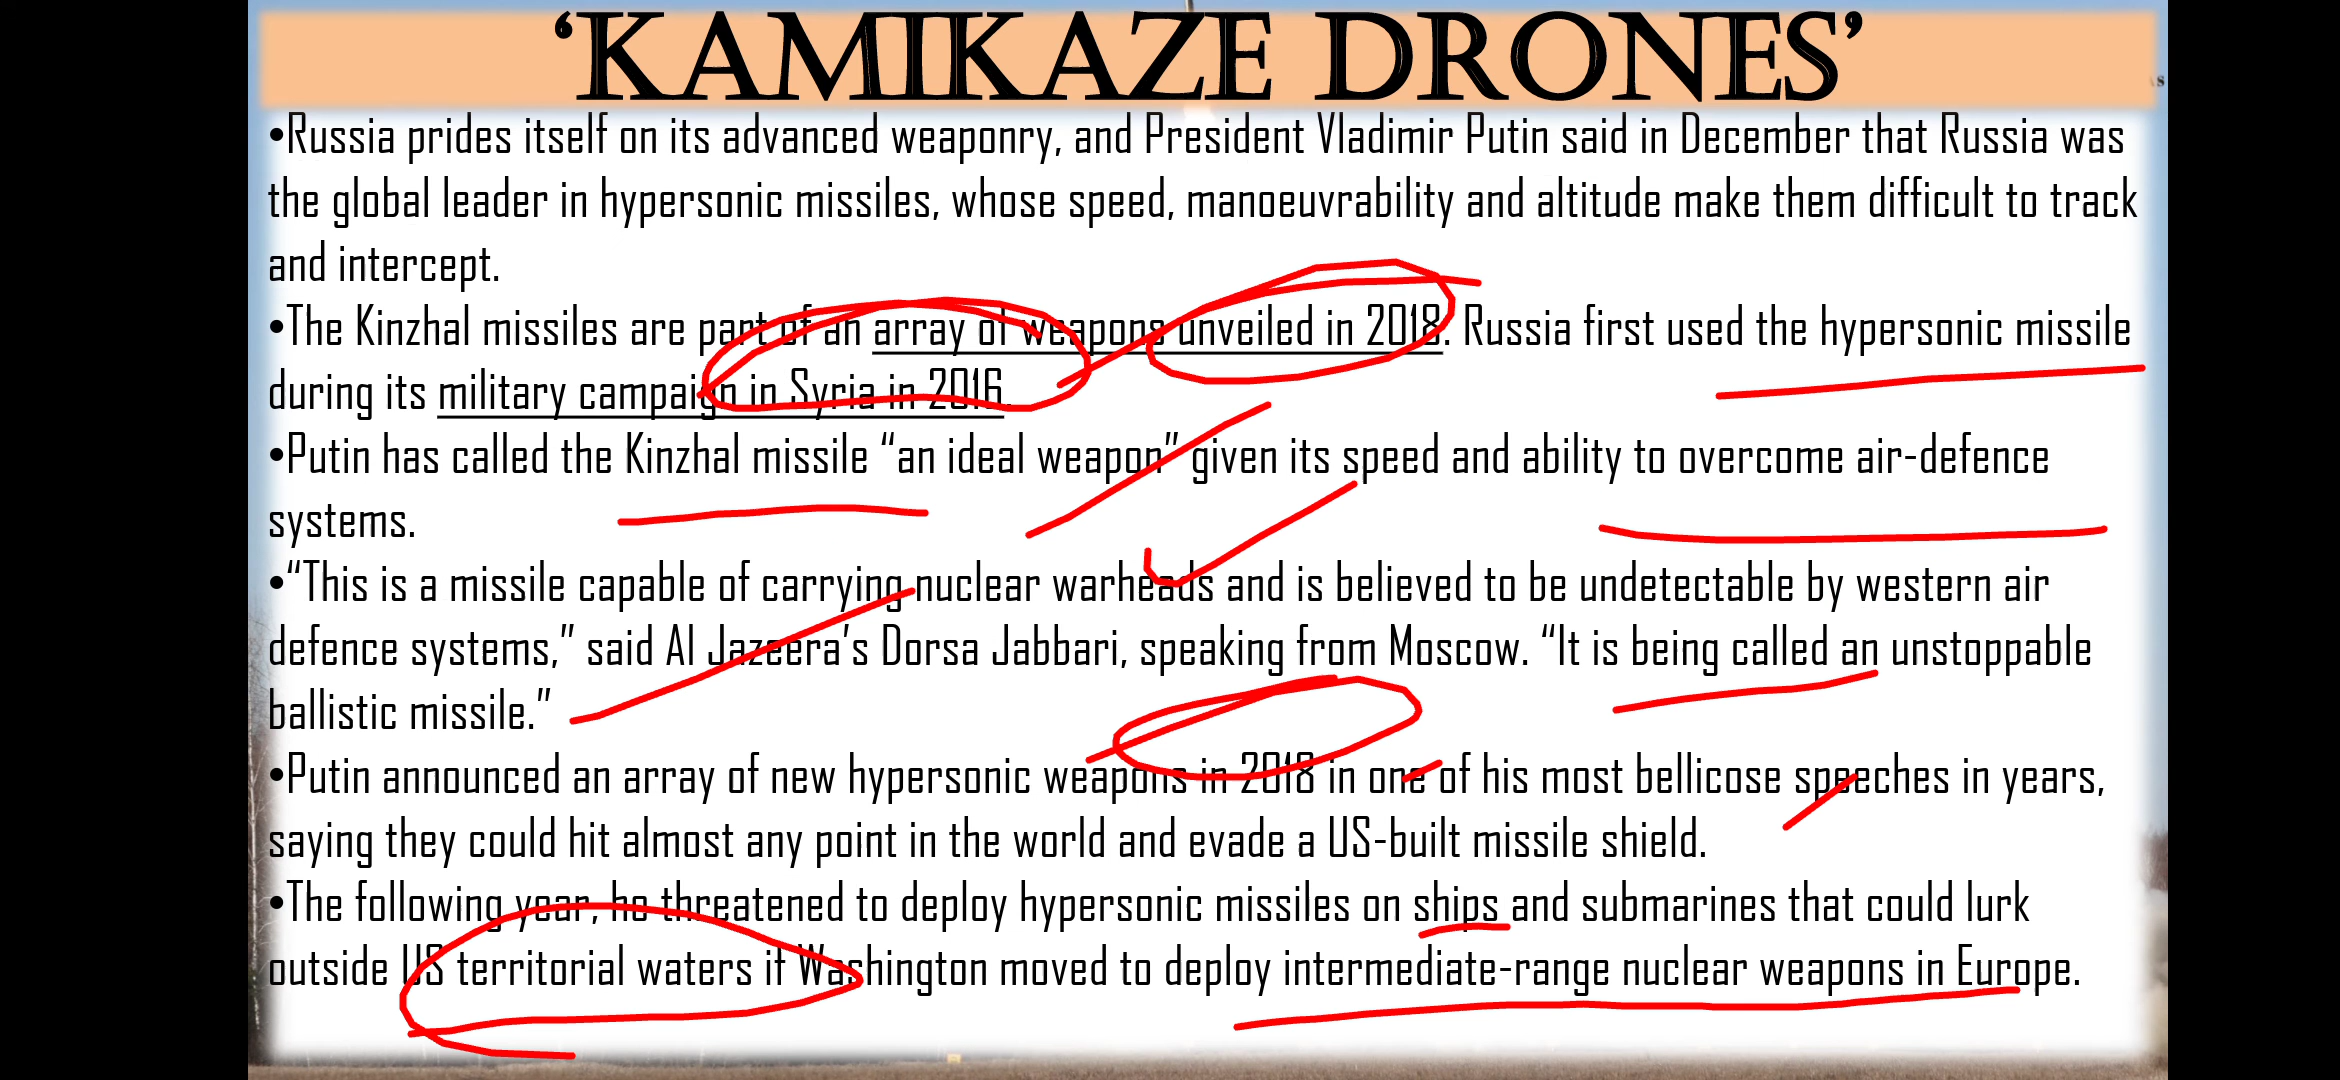 ‘KAMIKAZE DRONES’
•Russia prides itself on its advanced weaponry, and President Vladimir Putin said in December that Russia was
the global leader in hypersonic missiles, whose speed, manoeuvrability and altitude make them difficult to track
and intercept.
•The Kinzhal missiles are part of an array of weapons unveiled in 2018. Russia first used the hypersonic missile
during its military campaign in Syria in 2016.
•Putin has called the Kinzhal missile “an ideal weapon” given its speed and ability to overcome air-defence
systems.
•“This is a missile capable of carrying nuclear warheads and is believed to be undetectable by western air
defence systems,” said Al Jazeera’s Dorsa Jabbari, speaking from Moscow. “It is being called an unstoppable
ballistic missile.”
•Putin announced an array of new hypersonic weapons in 2018 in one of his most bellicose speeches in years,
saying they could hit almost any point in the world and evade a US-built missile shield.
•The following year, he threatened to deploy hypersonic missiles on ships and submarines that could lurk
outside US territorial waters if Washington moved to deploy intermediate-range nuclear weapons in Europe.